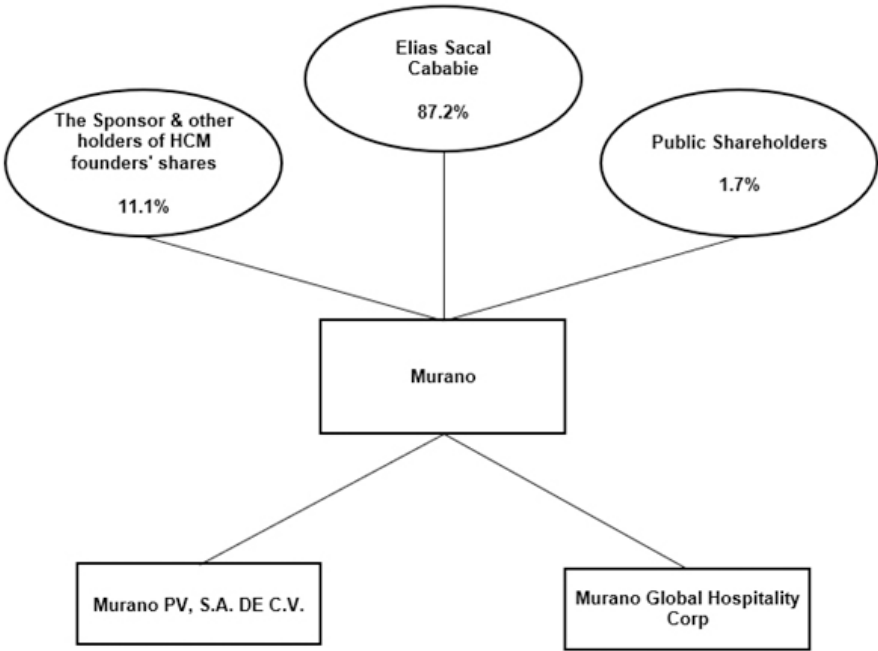 Elias Sacal
Cababie
87.2%
The Sponsor & other
holders of HCM
founders' shares
11.1%
Public Shareholders
1.7%
Murano
Murano PV, S.A. DE C.V.
Murano Global Hospitality
Corp